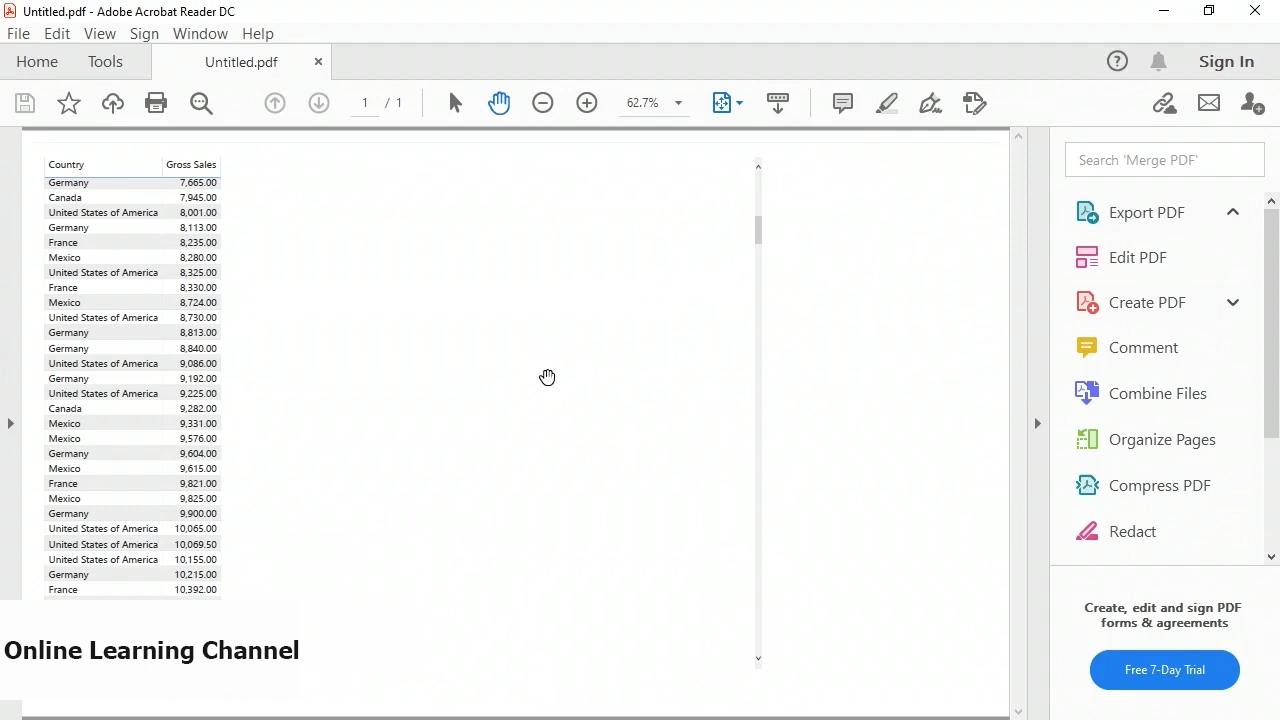 Untitled.pdf - Adobe Acrobat Reader DC
File Edit View Sign Window Help
Home Tools Untitled.pdf × Sign In
1 / 1 62.7%
Country Gross Sales
Germany 7,665.00
Canada 7,945.00
United States of America 8,001.00
Germany 8,113.00
France 8,235.00
Mexico 8,280.00
United States of America 8,325.00
France 8,330.00
Mexico 8,724.00
United States of America 8,730.00
Germany 8,813.00
Germany 8,840.00
United States of America 9,086.00
Germany 9,192.00
United States of America 9,225.00
Canada 9,282.00
Mexico 9,331.00
Mexico 9,576.00
Germany 9,604.00
Mexico 9,615.00
France 9,821.00
Mexico 9,825.00
Germany 9,900.00
United States of America 10,065.00
United States of America 10,069.50
United States of America 10,155.00
Germany 10,215.00
France 10,392.00
Online Learning Channel
Search 'Merge PDF'
Export PDF
Edit PDF
Create PDF
Comment
Combine Files
Organize Pages
Compress PDF
Redact
Create, edit and sign PDF
forms & agreements
Free 7-Day Trial